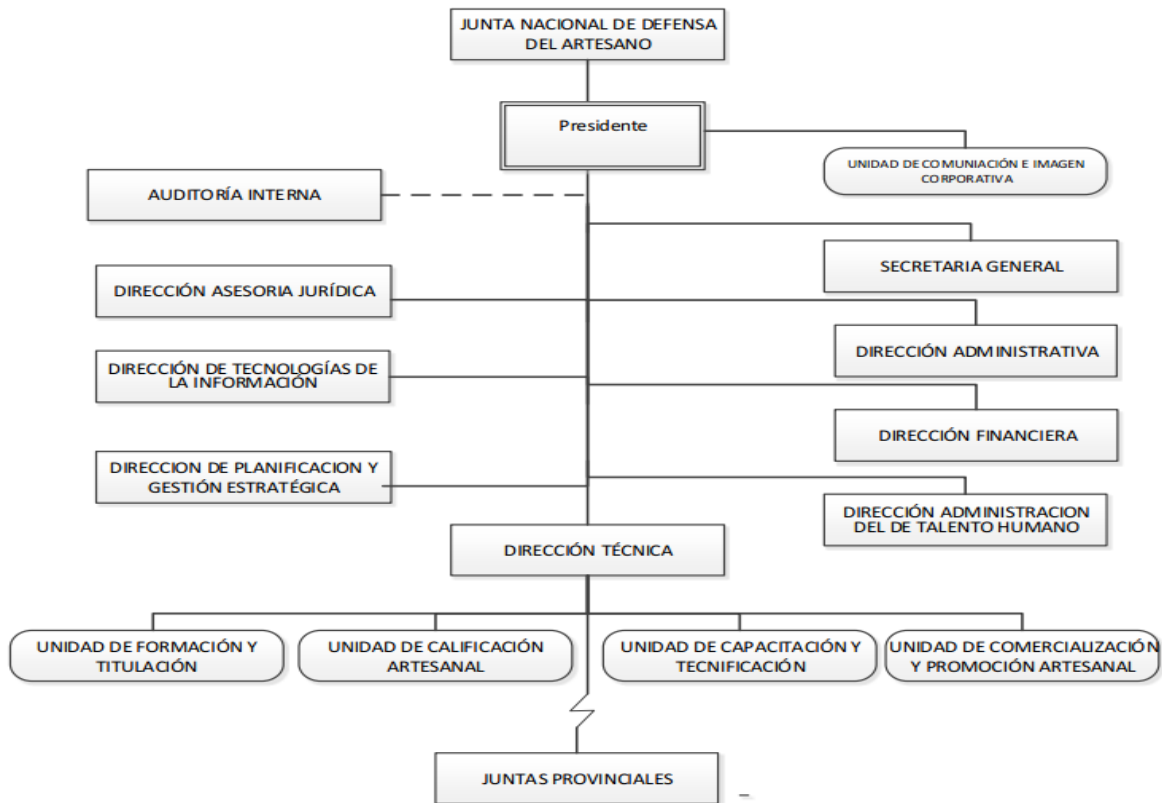 JUNTA NACIONAL DE DEFENSA
DEL ARTESANO
Presidente
UNIDAD DE COMUNIACIÓN E IMAGEN
CORPORATIVA
AUDITORÍA INTERNA
SECRETARIA GENERAL
DIRECCIÓN ASESORIA JURÍDICA
DIRECCIÓN ADMINISTRATIVA
DIRECCIÓN DE TECNOLOGÍAS DE
LA INFORMACIÓN
DIRECCIÓN FINANCIERA
DIRECCION DE PLANIFICACION Y
GESTIÓN ESTRATÉGICA
DIRECCIÓN ADMINISTRACION
DEL DE TALENTO HUMANO
DIRECCIÓN TÉCNICA
UNIDAD DE FORMACIÓN Y
TITULACIÓN
UNIDAD DE CALIFICACIÓN
ARTESANAL
UNIDAD DE CAPACITACIÓN Y
TECNIFICACIÓN
UNIDAD DE COMERCIALIZACIÓN
Y PROMOCIÓN ARTESANAL
JUNTAS PROVINCIALES